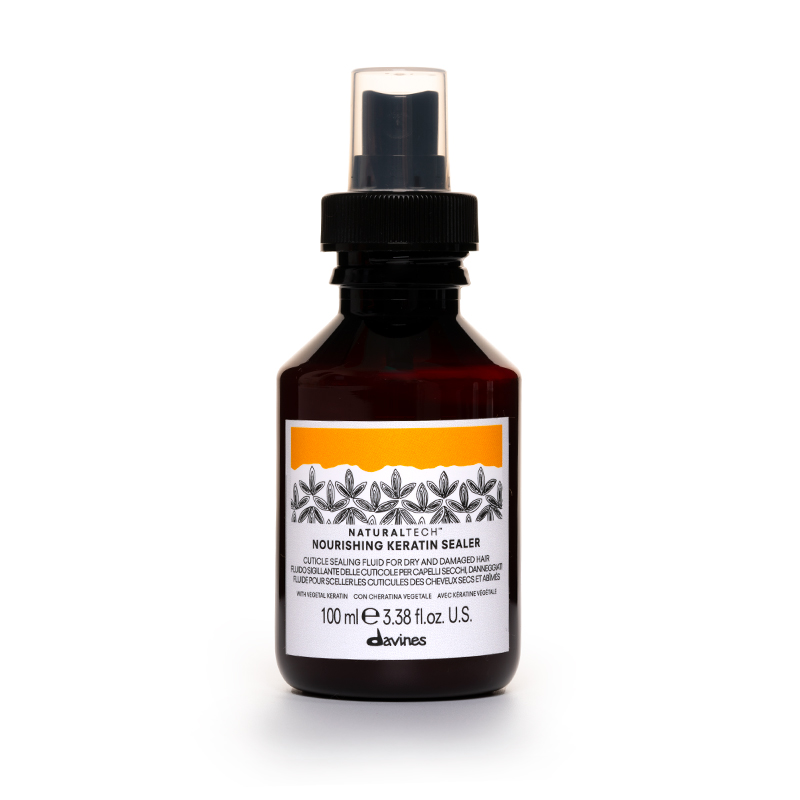 NATURALTECH™
NOURISHING KERATIN SEALER
CUTICLE SEALING FLUID FOR DRY AND DAMAGED HAIR
FLUIDO SIGILLANTE DELLE CUTICOLE PER CAPELLI SECCHI, DANNEGGIATI
FLUIDE POUR SCELLER LES CUTICULES DES CHEVEUX SECS ET ABÎMÉS
WITH VEGETAL KERATIN CON CHERATINA VEGETALE AVEC KÉRATINE VÉGÉTALE
100 ml ℮ 3.38 fl.oz. U.S.
davines